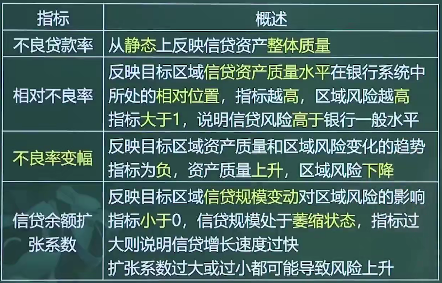 指标 概述
不良贷款率 从静态上反映信贷资产整体质量
相对不良率 反映目标区域信贷资产质量水平在银行系统中
所处的相对位置，指标越高，区域风险越高
指标大于1，说明信贷风险高于银行一般水平
不良率变幅 反映目标区域资产质量和区域风险变化的趋势
指标为负，资产质量上升，区域风险下降
信贷余额扩
张系数
反映目标区域信贷规模变动对区域风险的影响
指标小于0，信贷规模处于萎缩状态，指标过
大则说明信贷增长速度过快
扩张系数过大或过小都可能导致风险上升